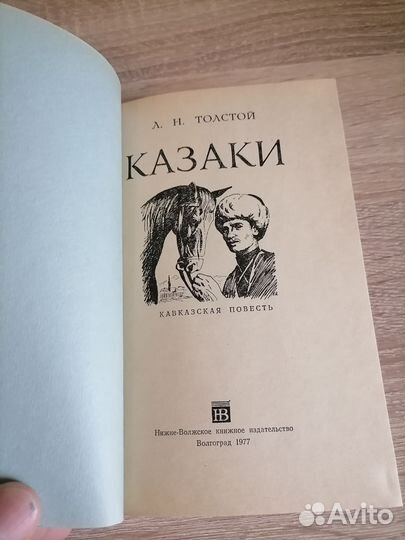 Л. Н. ТОЛСТОЙ
КАЗАКИ
КАВКАЗСКАЯ ПОВЕСТЬ
НВ
Нижне-Волжское книжное издательство
Волгоград 1977
Avito